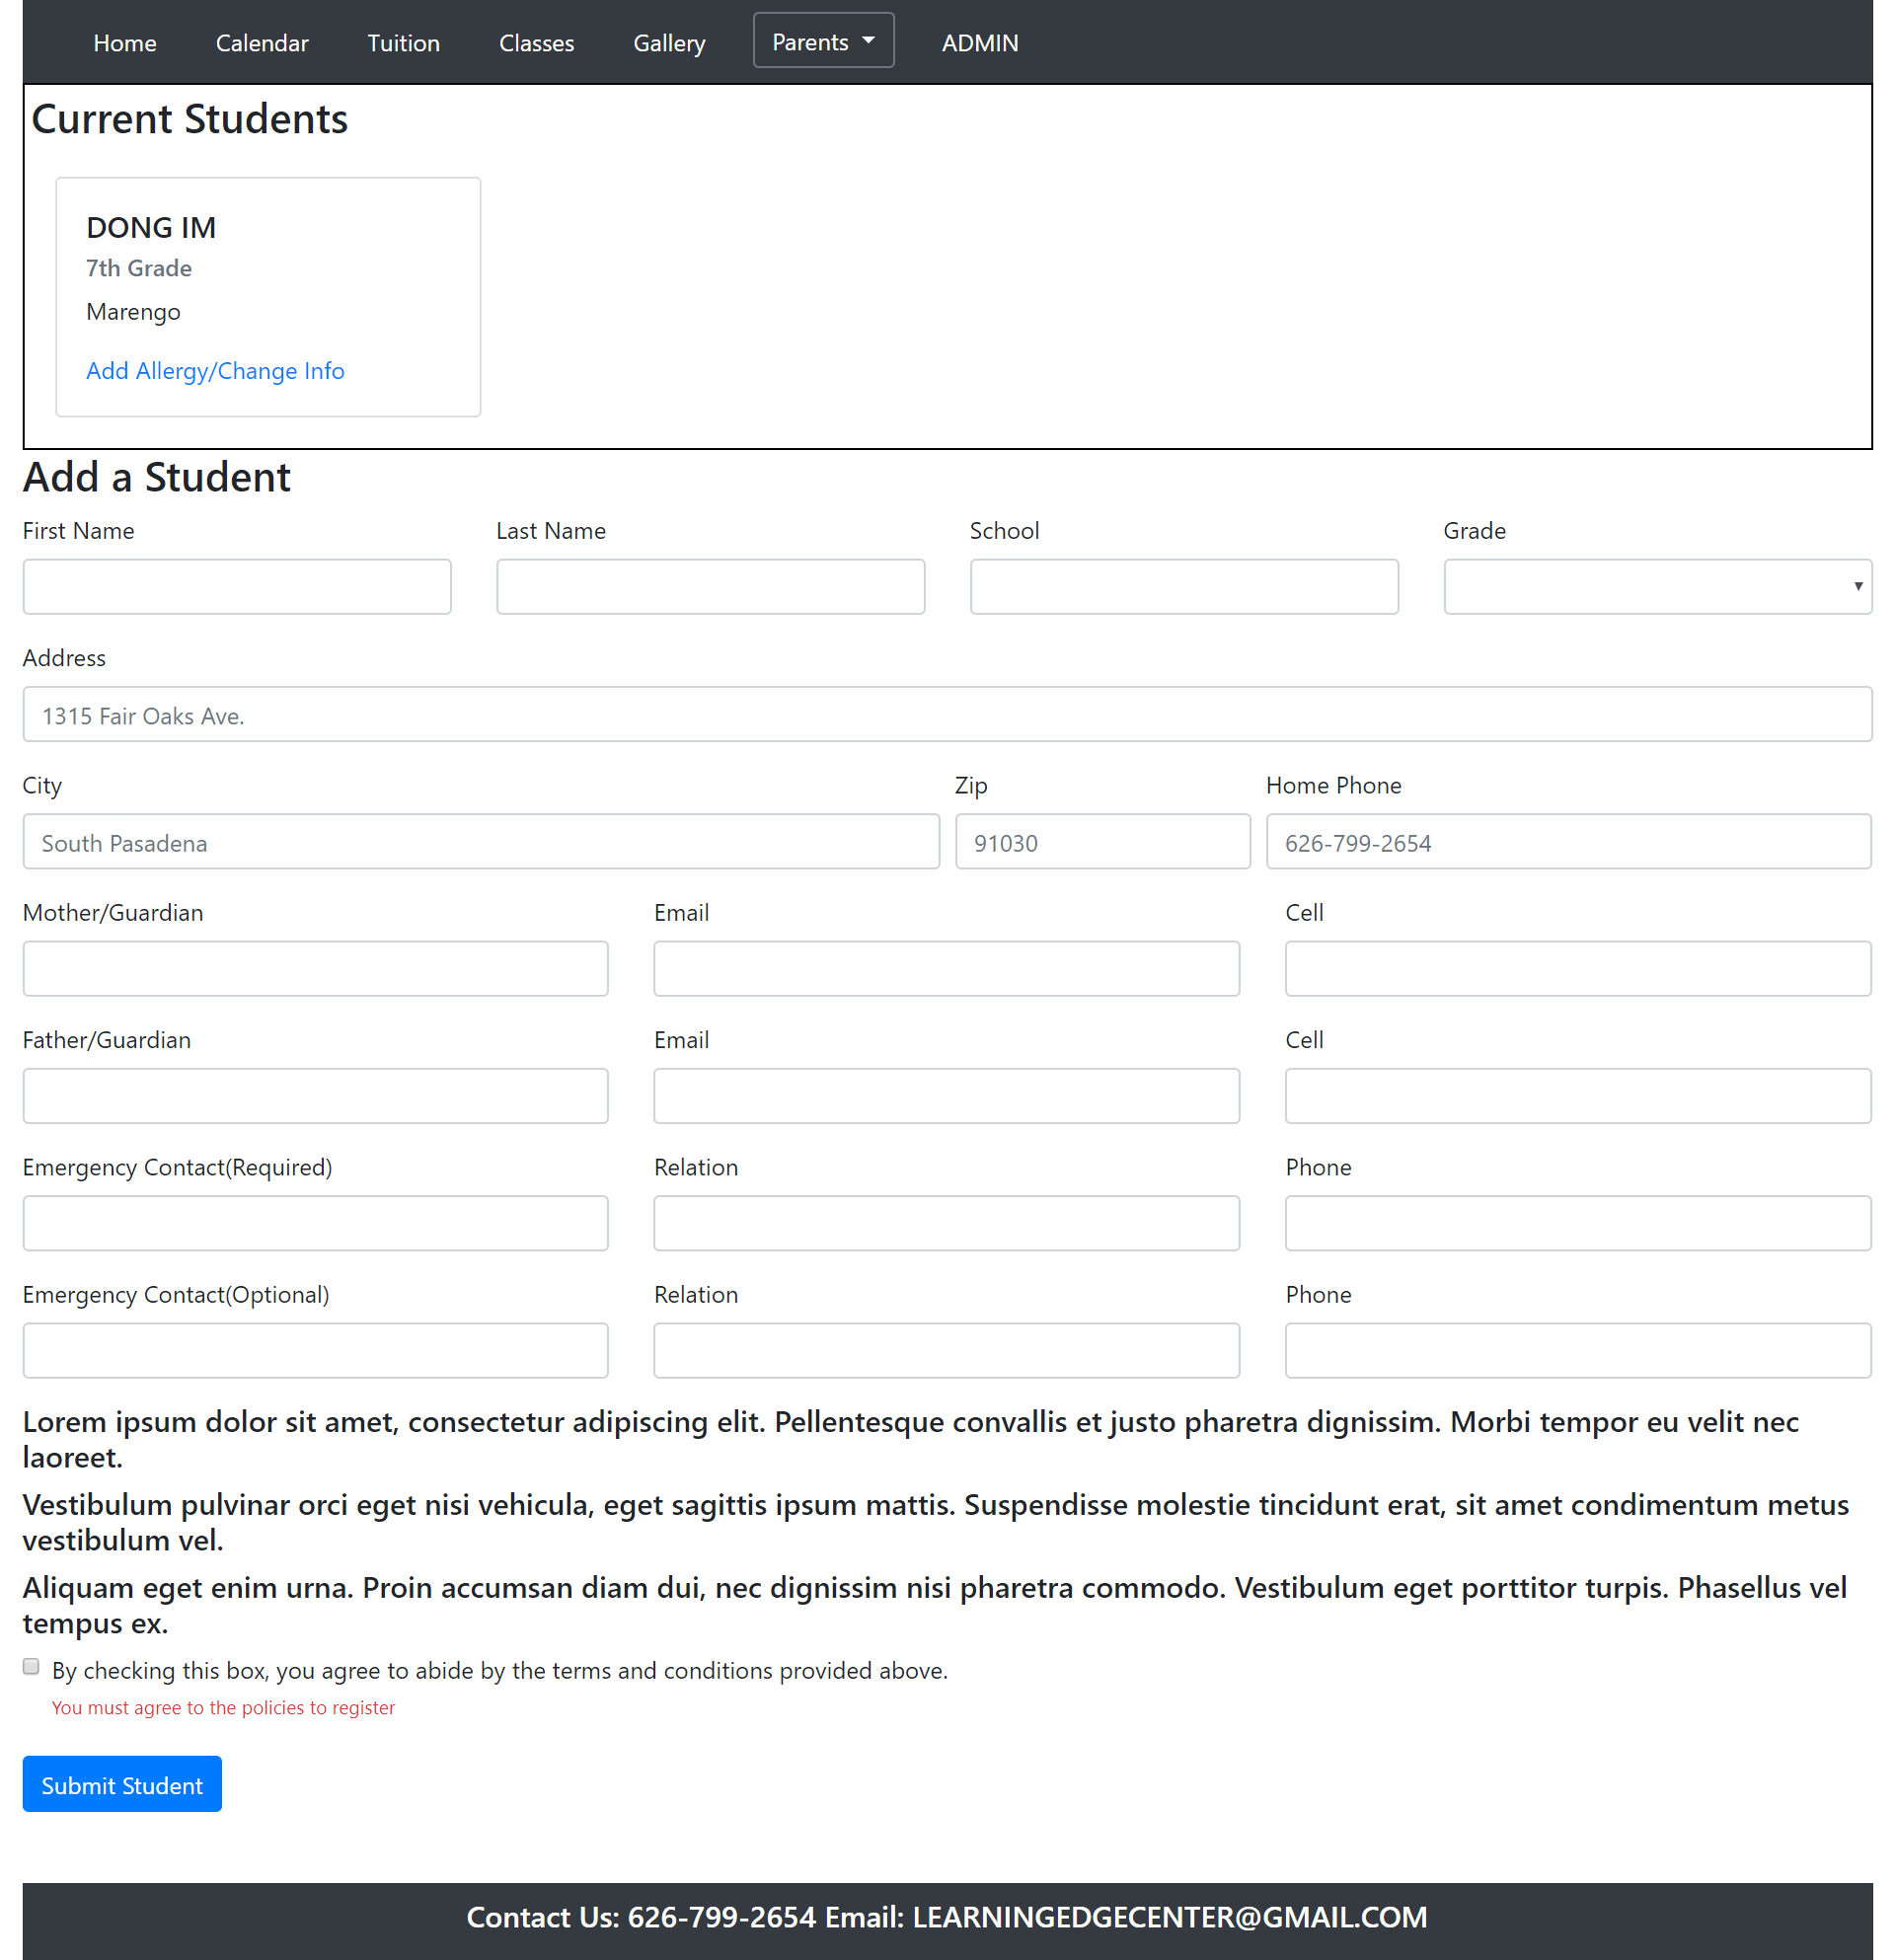 Home Calendar Tuition Classes Gallery Parents ADMIN
Current Students
DONG IM
7th Grade
Marengo
Add Allergy/Change Info
Add a Student
First Name Last Name School Grade
Address
1315 Fair Oaks Ave.
City Zip Home Phone
South Pasadena 91030 626-799-2654
Mother/Guardian Email Cell
Father/Guardian Email Cell
Emergency Contact(Required) Relation Phone
Emergency Contact(Optional) Relation Phone
Lorem ipsum dolor sit amet, consectetur adipiscing elit. Pellentesque convallis et justo pharetra dignissim. Morbi tempor eu velit nec
laoreet.
Vestibulum pulvinar orci eget nisi vehicula, eget sagittis ipsum mattis. Suspendisse molestie tincidunt erat, sit amet condimentum metus
vestibulum vel.
Aliquam eget enim urna. Proin accumsan diam dui, nec dignissim nisi pharetra commodo. Vestibulum eget porttitor turpis. Phasellus vel
tempus ex.
By checking this box, you agree to abide by the terms and conditions provided above.
You must agree to the policies to register
Submit Student
Contact Us: 626-799-2654 Email: LEARNINGEDGECENTER@GMAIL.COM